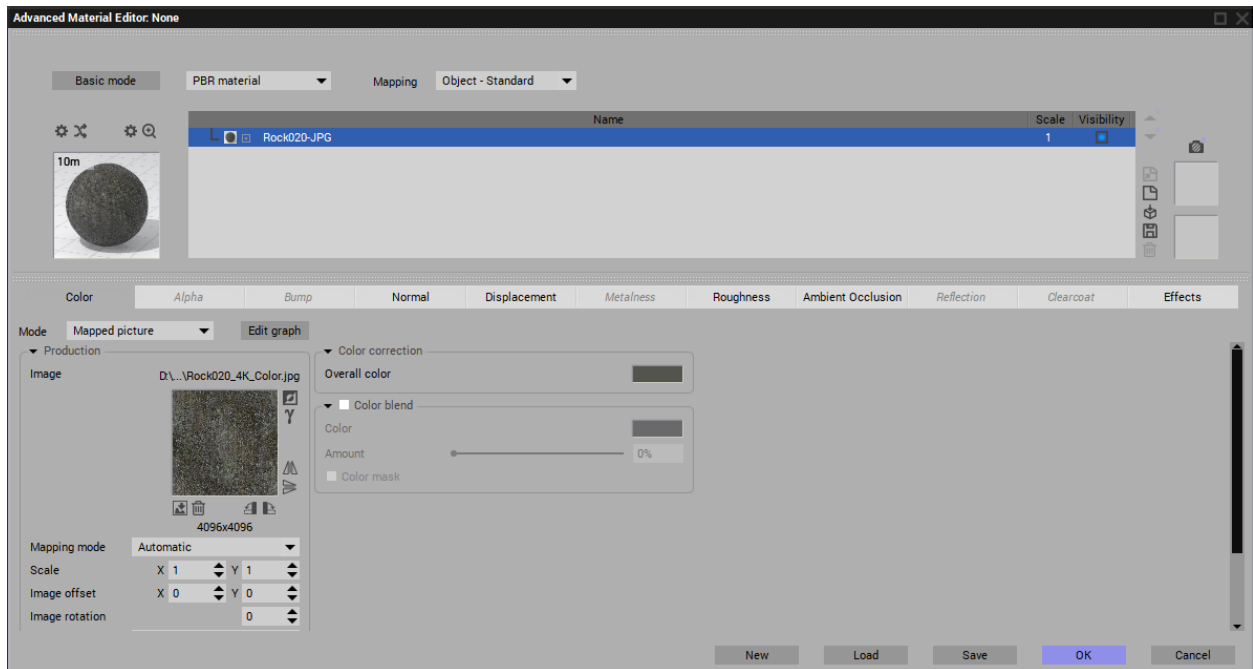 Advanced Material Editor: None
Basic mode
PBR material
Mapping
Object - Standard
Name
Scale
Visibility
Rock020-JPG
1
10m
Color
Alpha
Bump
Normal
Displacement
Metalness
Roughness
Ambient Occlusion
Reflection
Clearcoat
Effects
Mode
Mapped picture
Edit graph
Production
Image
D:\...\Rock020_4K_Color.jpg
γ
4096x4096
Mapping mode
Automatic
Scale
X 1
Y 1
Image offset
X 0
Y 0
Image rotation
0
Color correction
Overall color
Color blend
Color
Amount
0%
Color mask
New
Load
Save
OK
Cancel